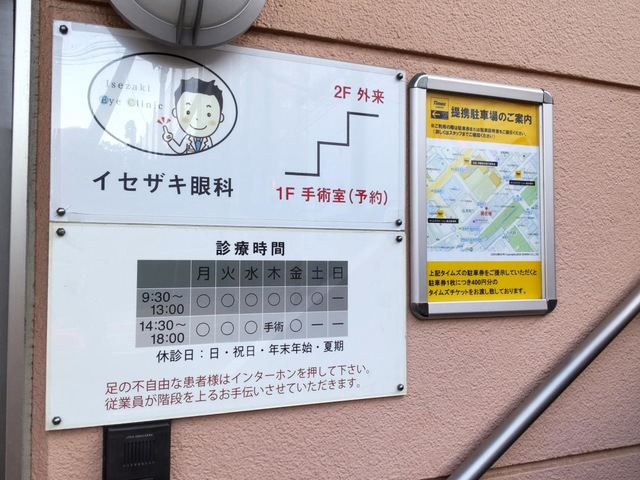 Isezaki
Eye Clinic
イセザキ眼科
2F 外来
1F 手術室(予約)
診療時間
月 火 水 木 金 土 日
9:30～13:00 ○ ○ ○ ○ ○ ○ ―
14:30～18:00 ○ ○ ○ 手術 ○ ― ―
休診日：日・祝日・年末年始・夏期
足の不自由な患者様はインターホンを押して下さい。
従業員が階段を上るお手伝いさせていただきます。
Times
提携駐車場のご案内
上記タイムズの駐車券をご提示していただくと
駐車券1枚につき400円分の
タイムズチケットをお渡し致しております。